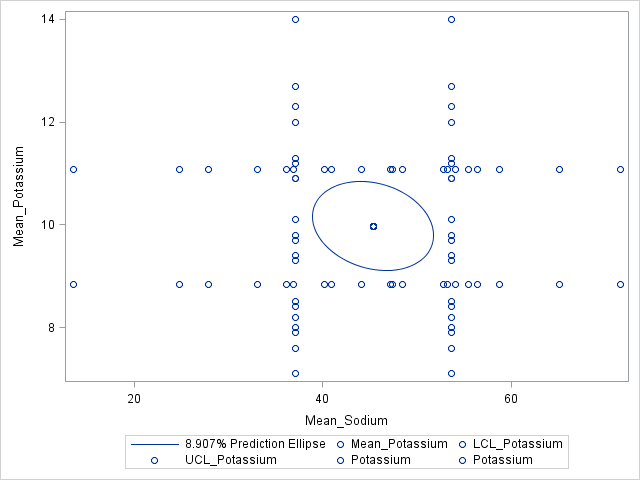 14
12
10
8
Mean_Potassium
20 40 60
Mean_Sodium
8.907% Prediction Ellipse Mean_Potassium LCL_Potassium
UCL_Potassium Potassium Potassium